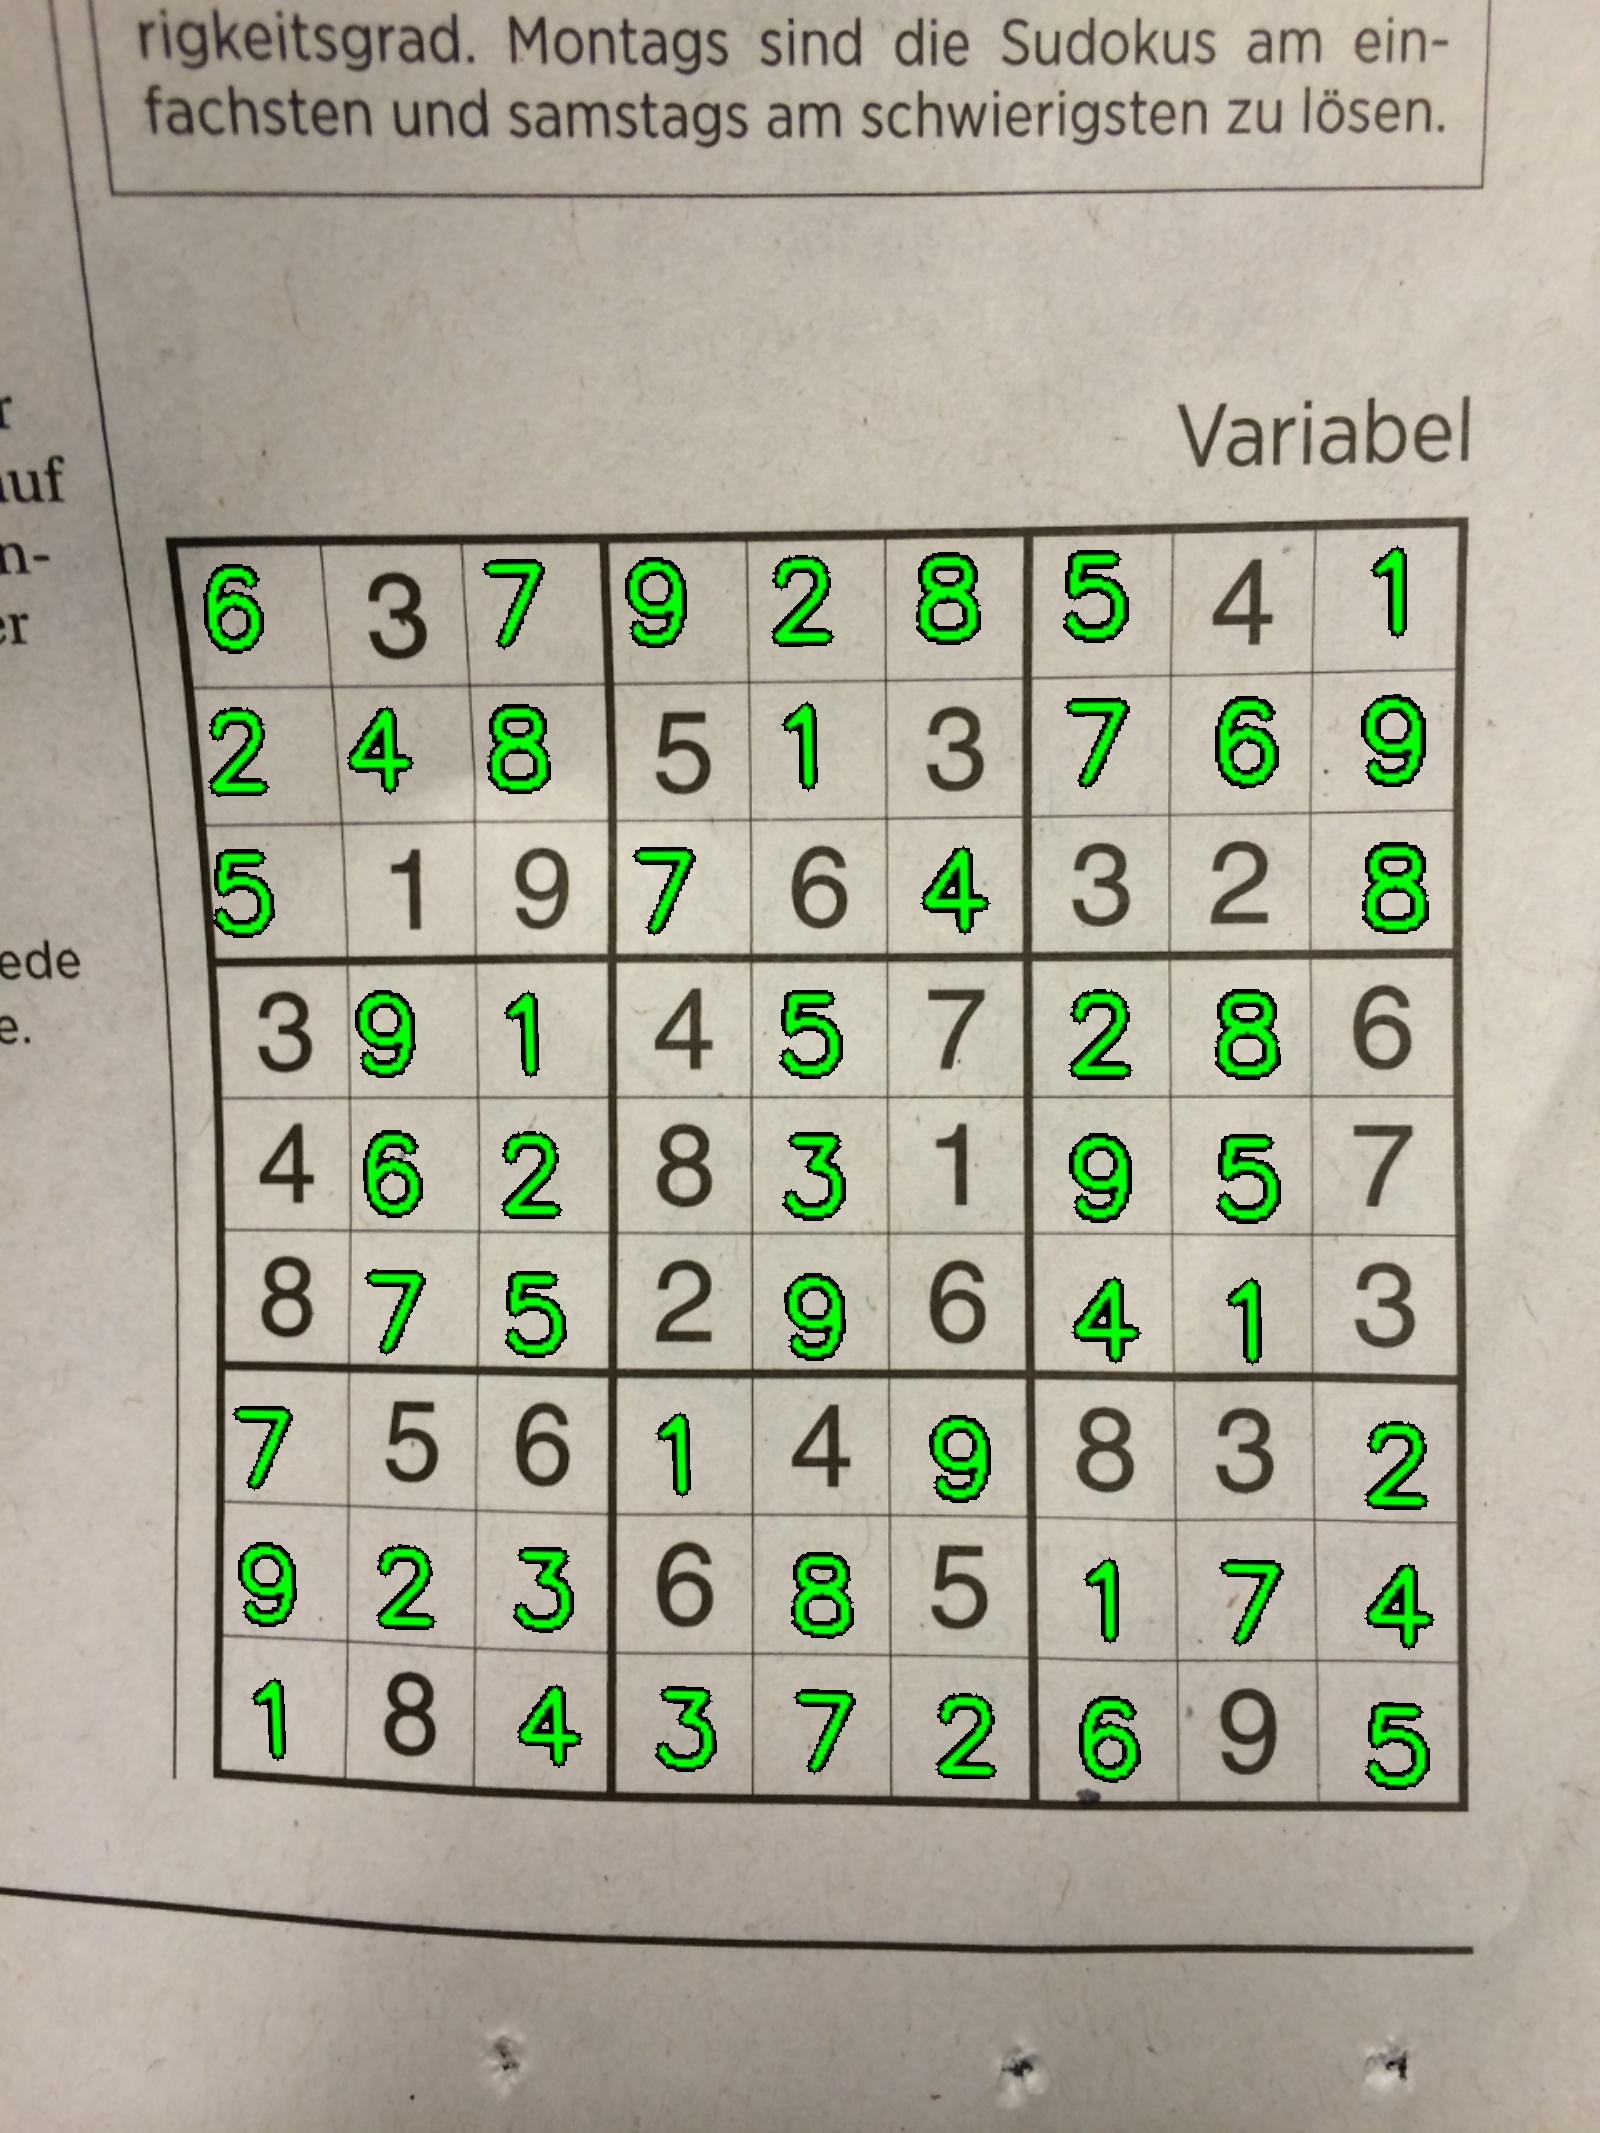 rigkeitsgrad. Montags sind die Sudokus am ein-
fachsten und samstags am schwierigsten zu lösen.
r
auf
n-
er
Variabel
ede
e.
6 3 7 9 2 8 5 4 1
2 4 8 5 1 3 7 6 9
5 1 9 7 6 4 3 2 8
3 9 1 4 5 7 2 8 6
4 6 2 8 3 1 9 5 7
8 7 5 2 9 6 4 1 3
7 5 6 1 4 9 8 3 2
9 2 3 6 8 5 1 7 4
1 8 4 3 7 2 6 9 5